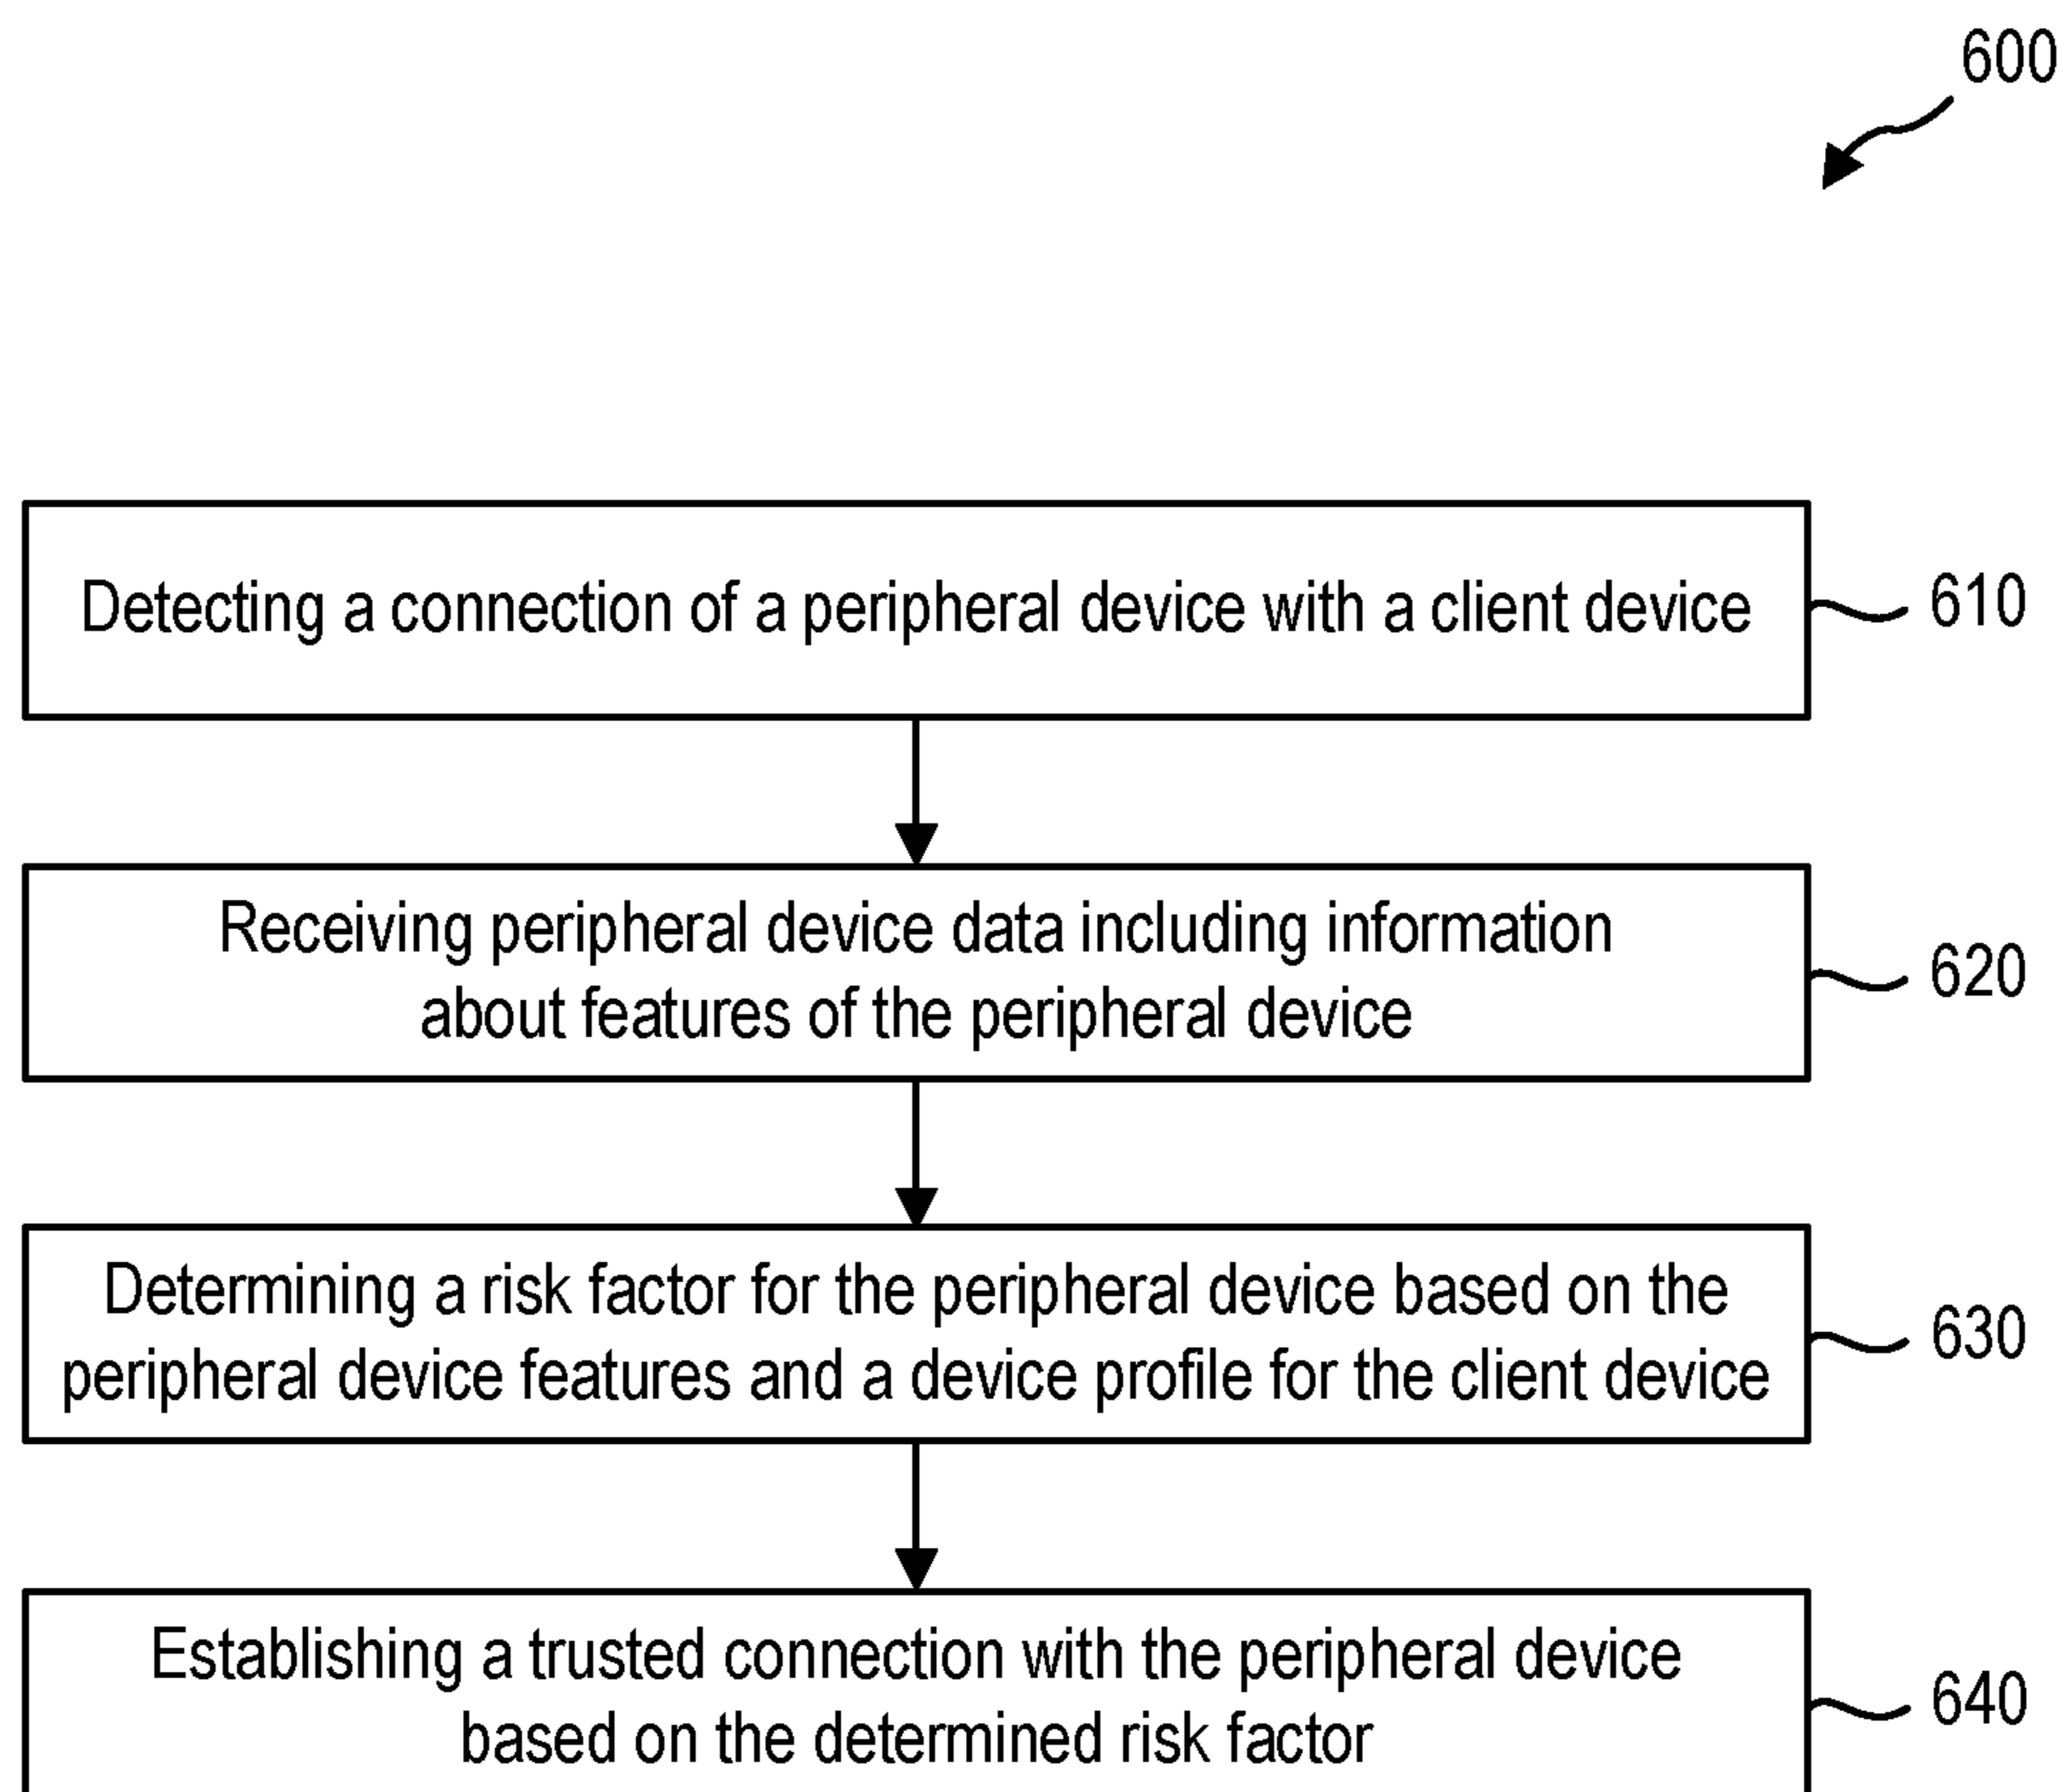 600
Detecting a connection of a peripheral device with a client device
610
Receiving peripheral device data including information
about features of the peripheral device
620
Determining a risk factor for the peripheral device based on the
peripheral device features and a device profile for the client device
630
Establishing a trusted connection with the peripheral device
based on the determined risk factor
640